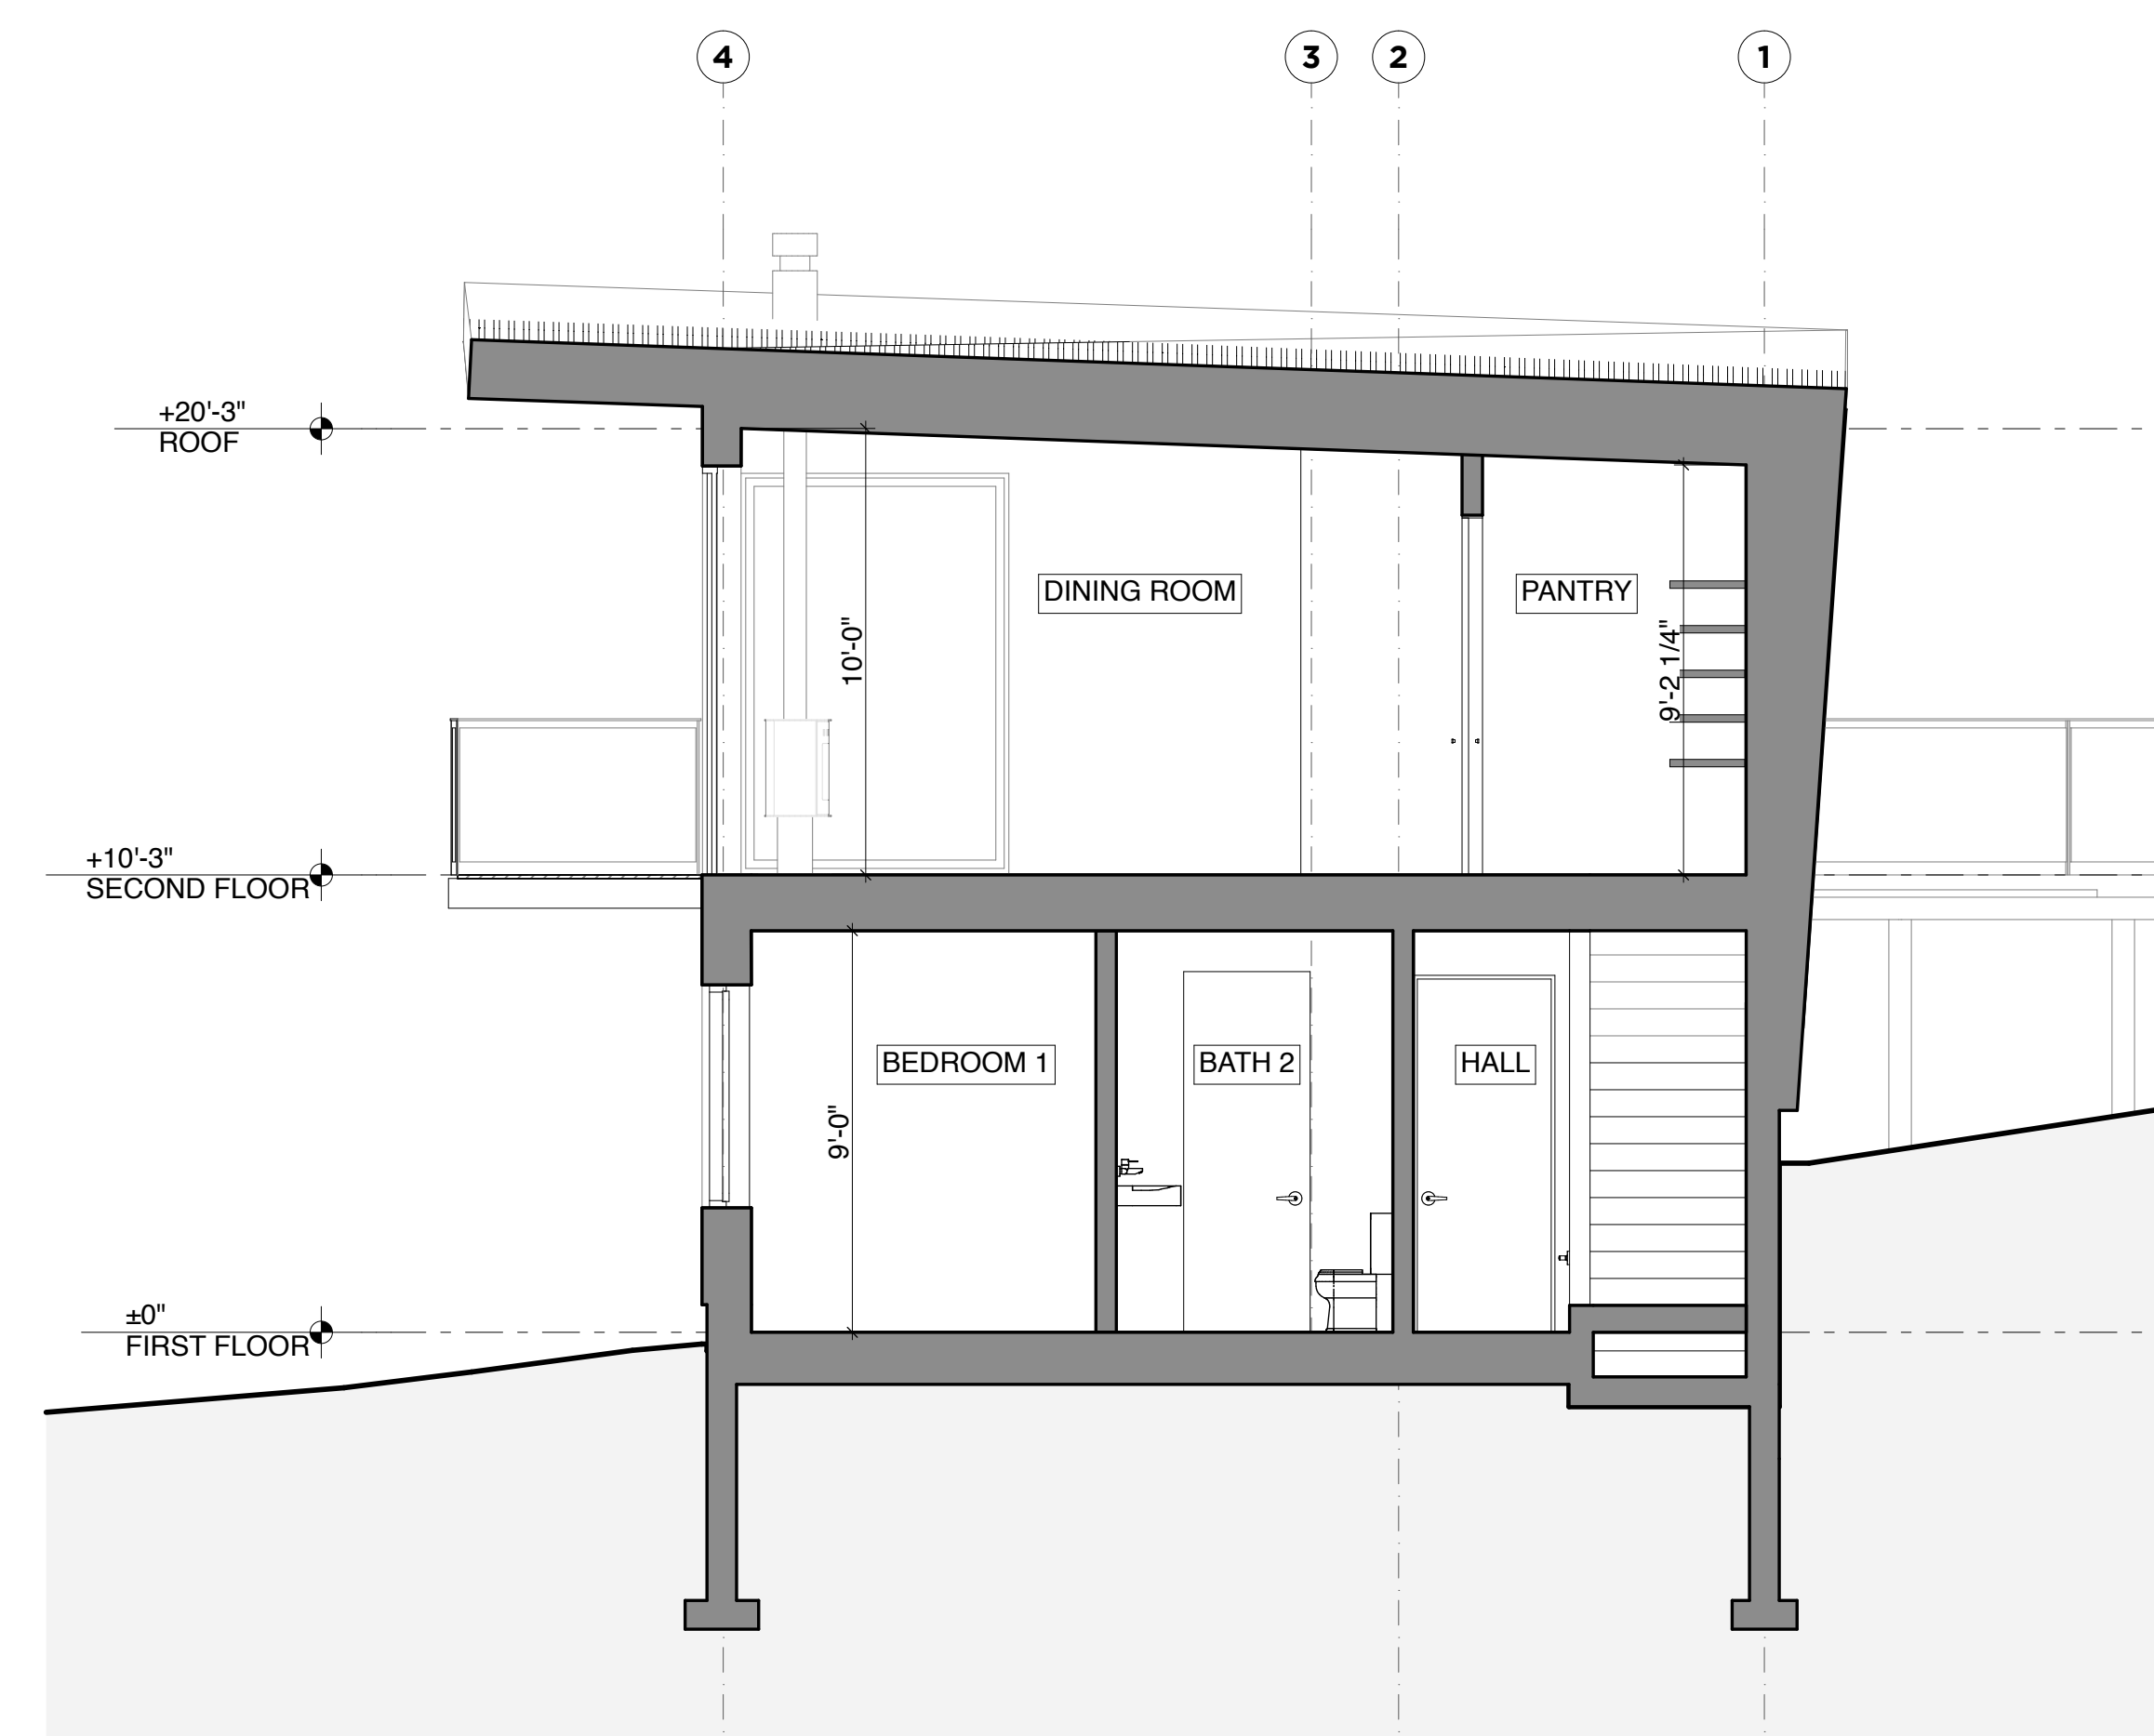 4
3
2
1
+20'-3"
ROOF
DINING ROOM
PANTRY
10'-0"
9'-2 1/4"
+10'-3"
SECOND FLOOR
BEDROOM 1
BATH 2
HALL
9'-0"
±0"
FIRST FLOOR